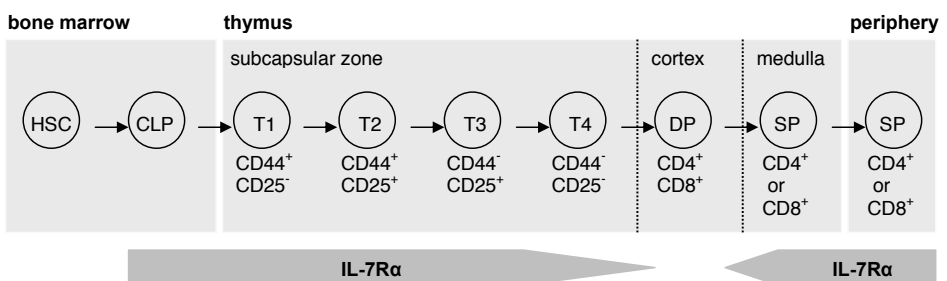 bone marrow thymus periphery
subcapsular zone cortex medulla
HSC CLP T1 T2 T3 T4 DP SP SP
CD44⁺ CD44⁺ CD44⁻ CD44⁻ CD4⁺ CD4⁺ CD4⁺
CD25⁻ CD25⁺ CD25⁺ CD25⁻ CD8⁺ or or
CD8⁺ CD8⁺
IL-7Rα IL-7Rα